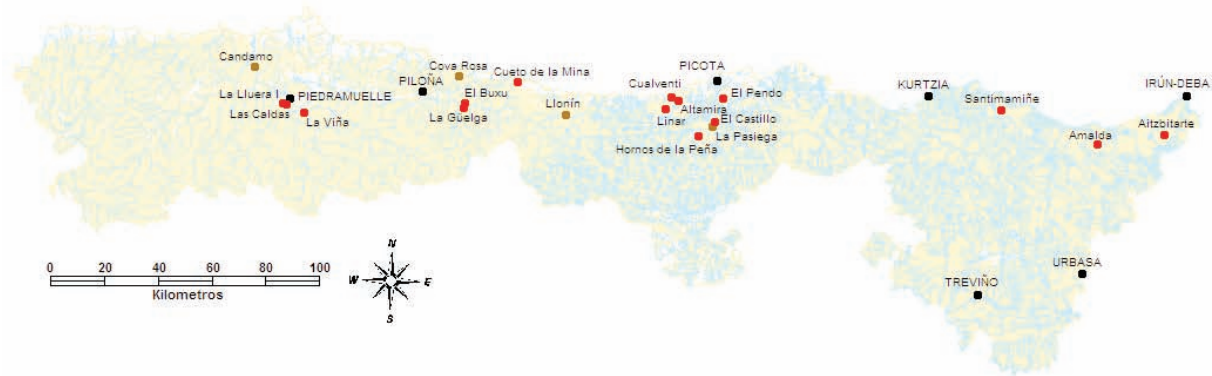 Candamo
Cova Rosa
Cueto de la Mina
PILOÑA
La Lluera I
PIEDRAMUELLE
El Buxu
Las Caldas
La Viña
La Güelga
Llonín
PICOTA
Cualventi
El Pendo
Altamira
Linar
El Castillo
La Pasiega
Hornos de la Peña
KURTZIA
IRÚN-DEBA
Santimamiñe
Amalda
Aitzbitarte
URBASA
TREVIÑO
0 20 40 60 80 100
Kilometros
N
W E
S